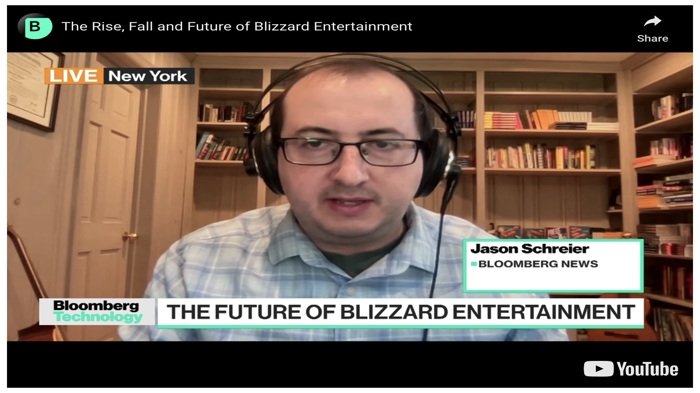 B
The Rise, Fall and Future of Blizzard Entertainment
Share
LIVE New York
Jason Schreier
BLOOMBERG NEWS
Bloomberg
Technology
THE FUTURE OF BLIZZARD ENTERTAINMENT
YouTube